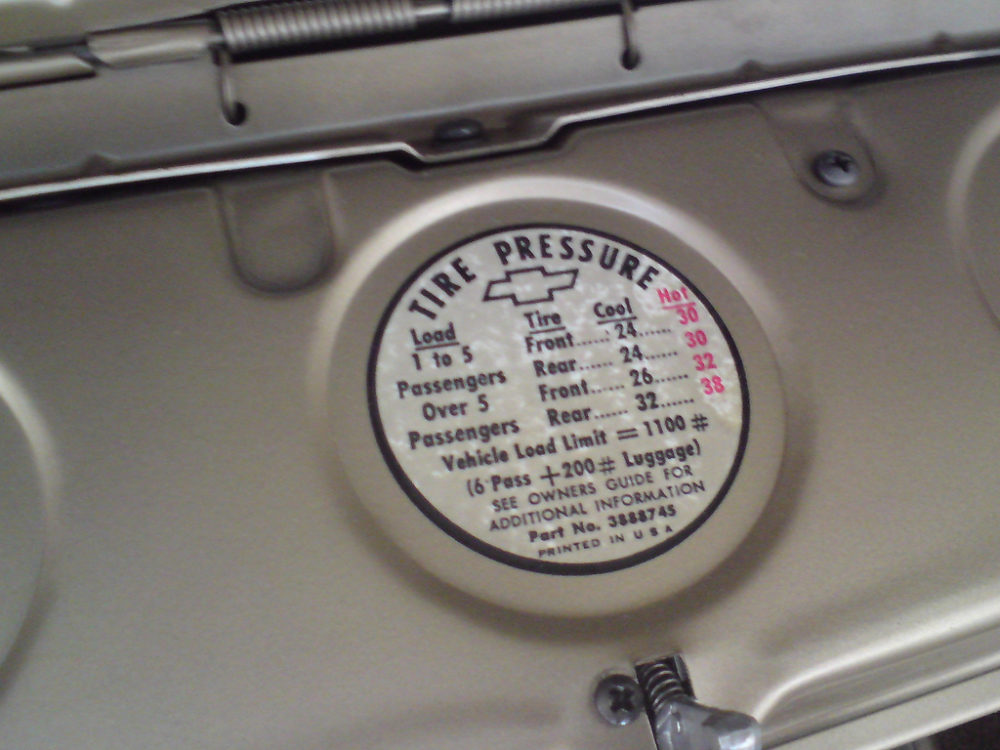 TIRE PRESSURE
Load Tire Cool Hot
1 to 5 Front...... 24...... 30
Passengers Rear...... 24...... 30
Over 5 Front...... 26...... 32
Passengers Rear...... 32...... 38
Vehicle Load Limit = 1100 #
(6 Pass + 200 # Luggage)
SEE OWNERS GUIDE FOR
ADDITIONAL INFORMATION
Part No. 3888745
PRINTED IN U S A